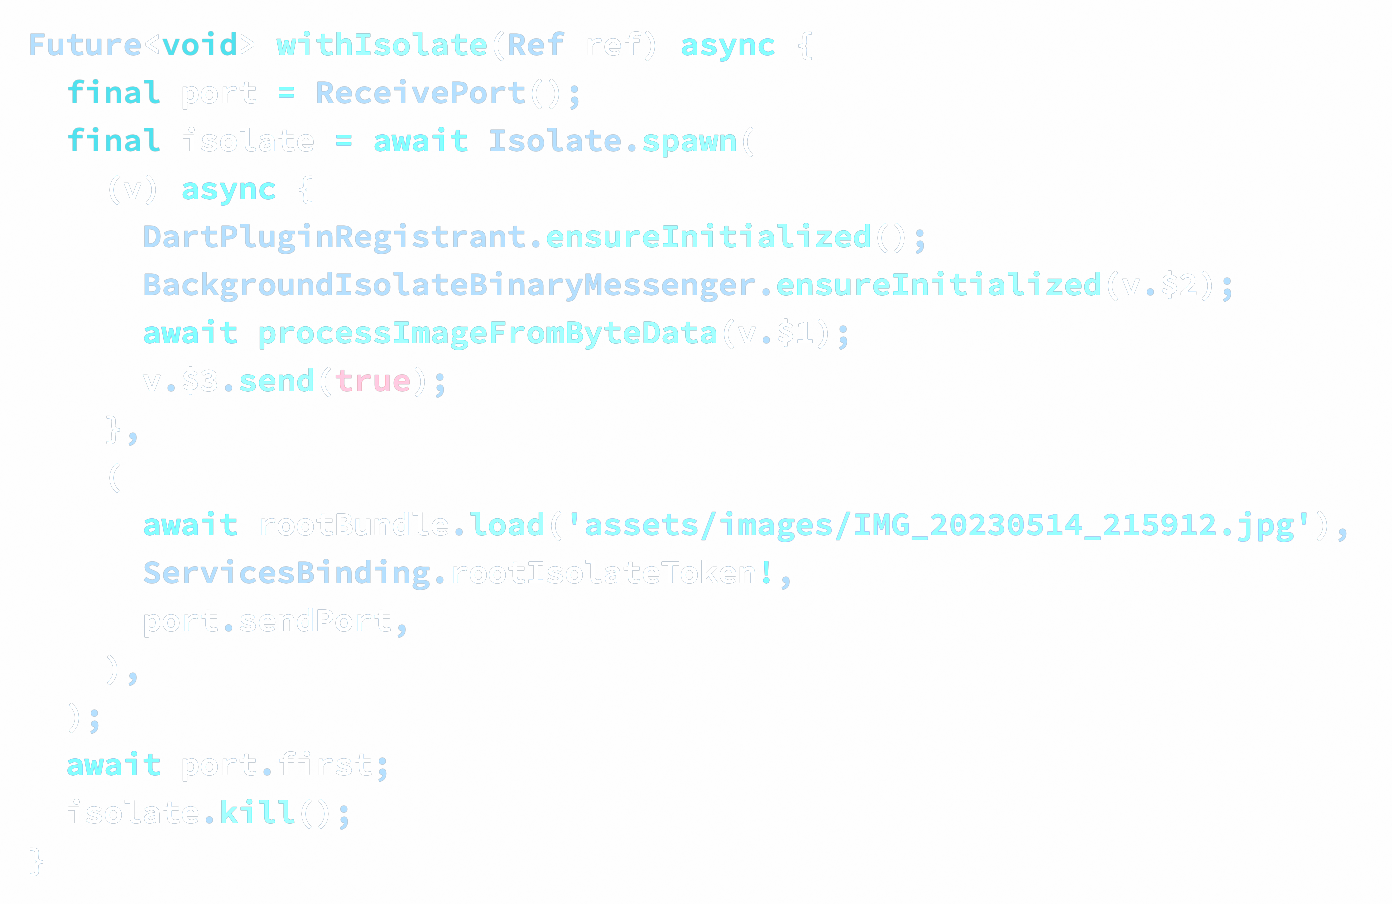 Future<void> withIsolate(Ref ref) async {
  final port = ReceivePort();
  final isolate = await Isolate.spawn(
    (v) async {
      DartPluginRegistrant.ensureInitialized();
      BackgroundIsolateBinaryMessenger.ensureInitialized(v.$2);
      await processImageFromByteData(v.$1);
      v.$3.send(true);
    },
    (
      await rootBundle.load('assets/images/IMG_20230514_215912.jpg'),
      ServicesBinding.rootIsolateToken!,
      port.sendPort,
    ),
  );
  await port.first;
  isolate.kill();
}